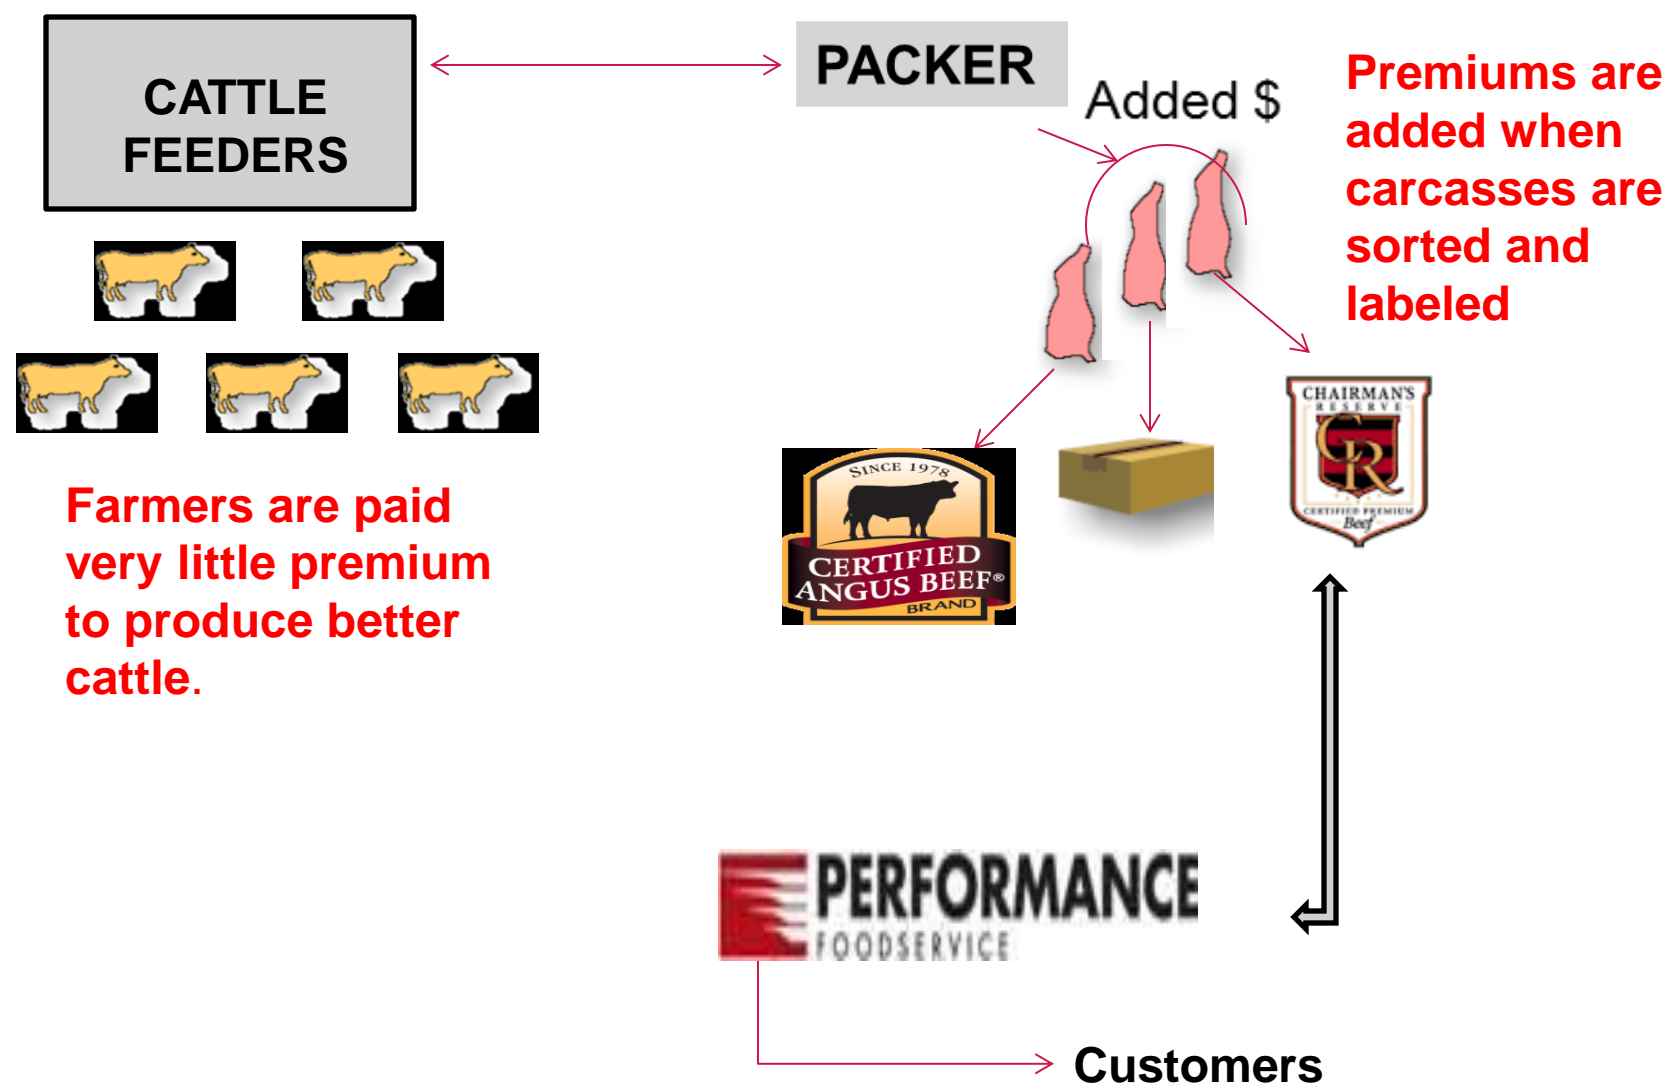 CATTLE
FEEDERS
PACKER
Added $
Premiums are
added when
carcasses are
sorted and
labeled
Farmers are paid
very little premium
to produce better
cattle.
SINCE 1978
CERTIFIED
ANGUS BEEF®
BRAND
CHAIRMAN'S
RESERVE
CR
CERTIFIED PREMIUM
Beef
PERFORMANCE
FOODSERVICE
Customers